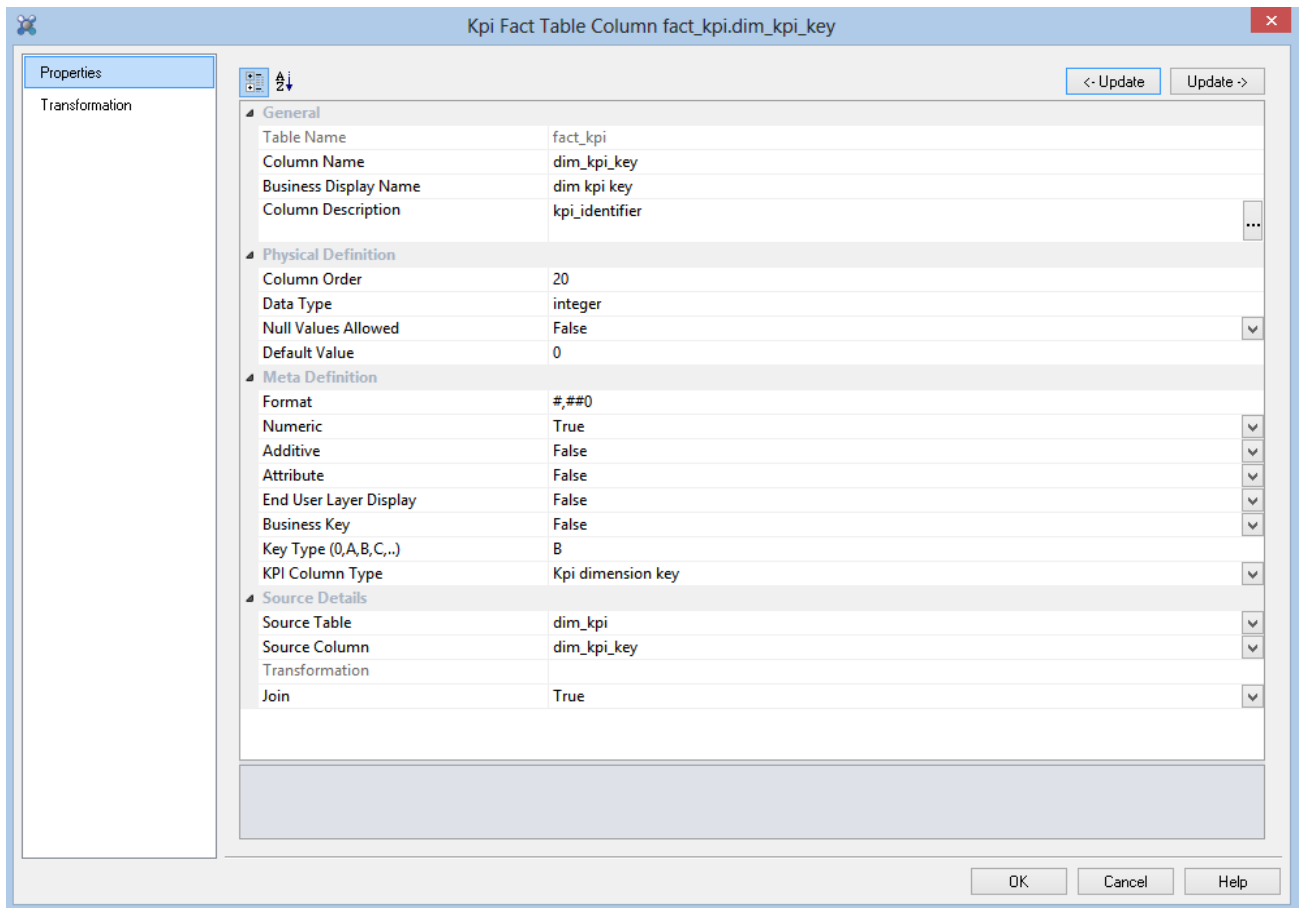 Kpi Fact Table Column fact_kpi.dim_kpi_key
Properties
Transformation
<- Update
Update ->
General
Table Name fact_kpi
Column Name dim_kpi_key
Business Display Name dim kpi key
Column Description kpi_identifier
...
Physical Definition
Column Order 20
Data Type integer
Null Values Allowed False
Default Value 0
Meta Definition
Format #,##0
Numeric True
Additive False
Attribute False
End User Layer Display False
Business Key False
Key Type (0,A,B,C,..) B
KPI Column Type Kpi dimension key
Source Details
Source Table dim_kpi
Source Column dim_kpi_key
Transformation
Join True
OK Cancel Help